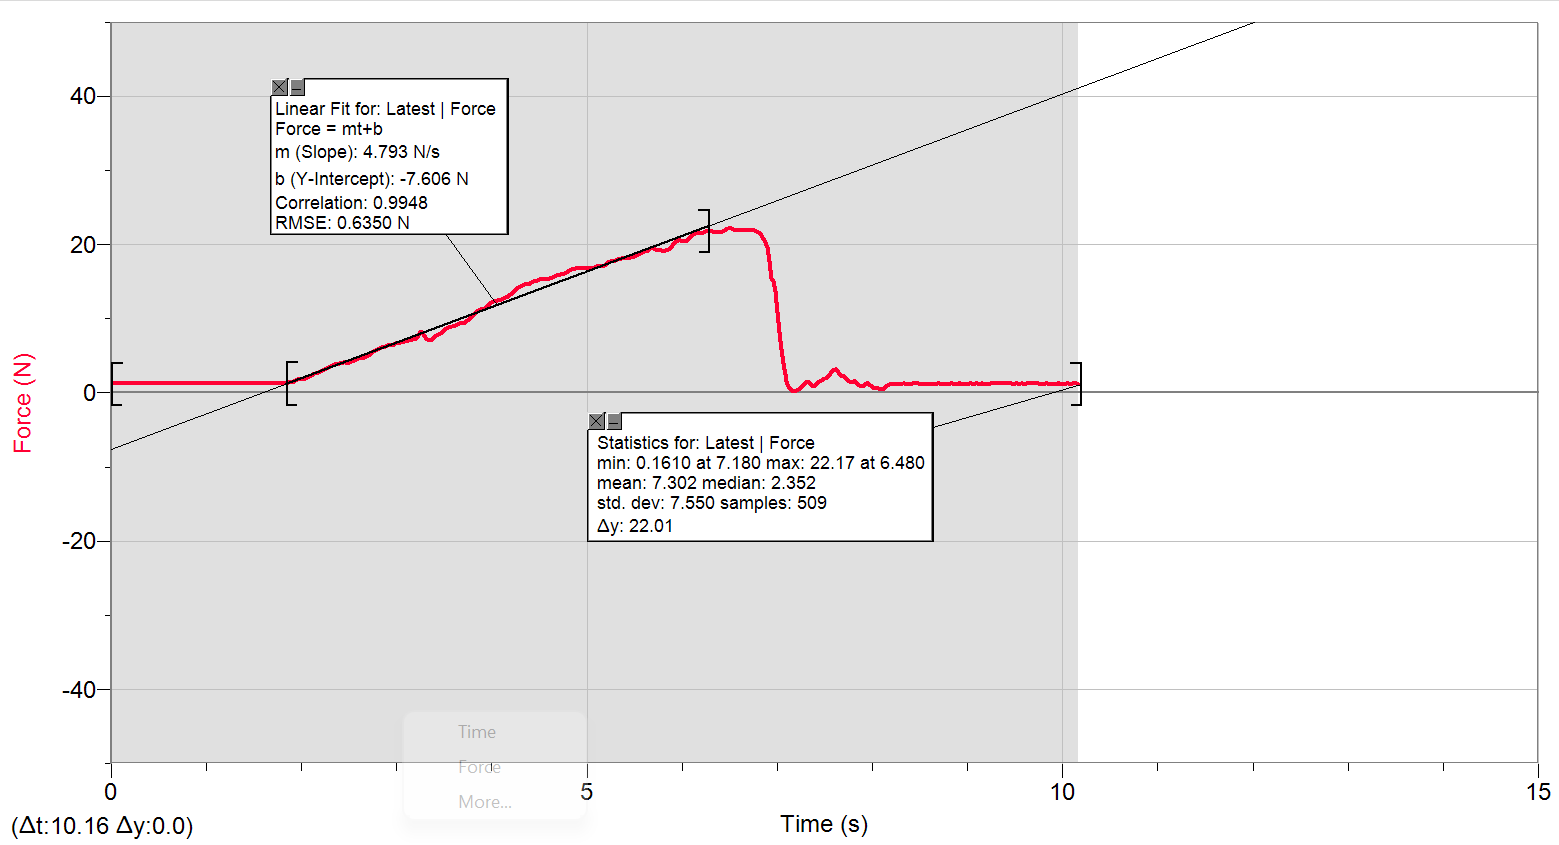 Linear Fit for: Latest | Force
Force = mt+b
m (Slope): 4.793 N/s
b (Y-Intercept): -7.606 N
Correlation: 0.9948
RMSE: 0.6350 N
40
20
0
-20
-40
Force (N)
Statistics for: Latest | Force
min: 0.1610 at 7.180 max: 22.17 at 6.480
mean: 7.302 median: 2.352
std. dev: 7.550 samples: 509
Δy: 22.01
Time
Force
More...
0 5 10 15
(Δt:10.16 Δy:0.0)
Time (s)